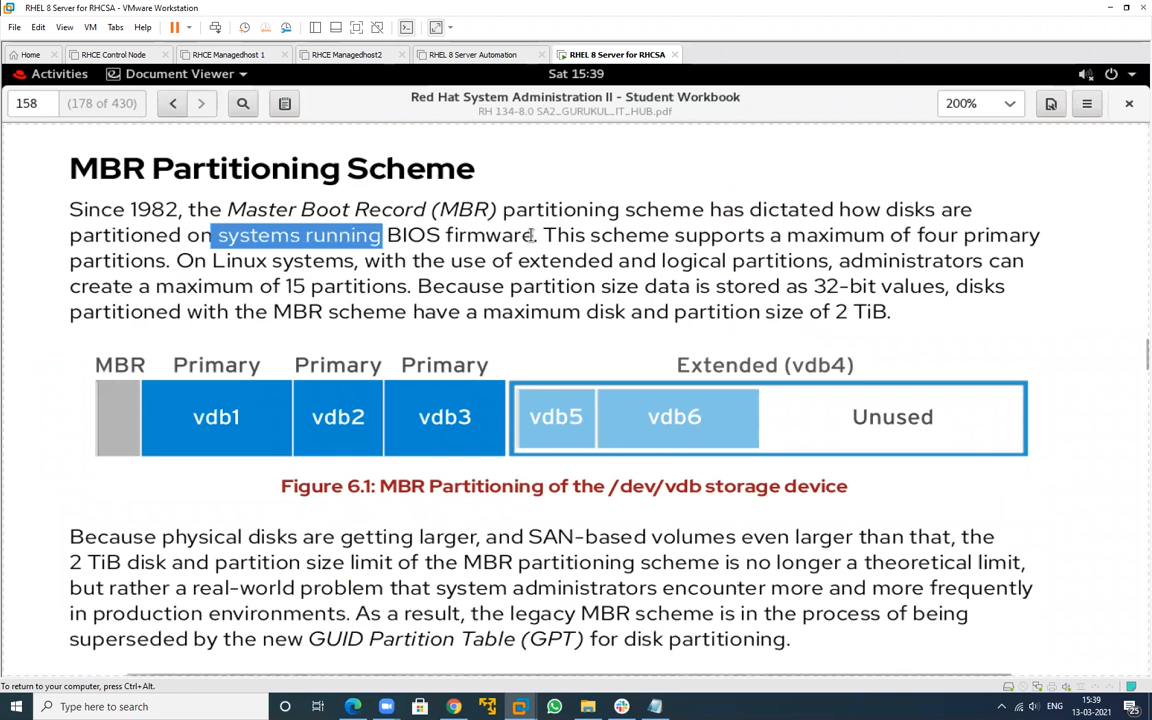 RHEL 8 Server for RHCSA - VMware Workstation
File Edit View VM Tabs Help
Home RHCE Control Node RHCE Managedhost 1 RHCE Managedhost2 RHEL 8 Server Automation RHEL 8 Server for RHCSA
Activities Document Viewer Sat 15:39
158 (178 of 430) Red Hat System Administration II - Student Workbook 200%
RH 134-8.0 SA2_GURUKUL_IT_HUB.pdf
MBR Partitioning Scheme
Since 1982, the Master Boot Record (MBR) partitioning scheme has dictated how disks are
partitioned on systems running BIOS firmware. This scheme supports a maximum of four primary
partitions. On Linux systems, with the use of extended and logical partitions, administrators can
create a maximum of 15 partitions. Because partition size data is stored as 32-bit values, disks
partitioned with the MBR scheme have a maximum disk and partition size of 2 TiB.
MBR Primary Primary Primary Extended (vdb4)
vdb1 vdb2 vdb3 vdb5 vdb6 Unused
Figure 6.1: MBR Partitioning of the /dev/vdb storage device
Because physical disks are getting larger, and SAN-based volumes even larger than that, the
2 TiB disk and partition size limit of the MBR partitioning scheme is no longer a theoretical limit,
but rather a real-world problem that system administrators encounter more and more frequently
in production environments. As a result, the legacy MBR scheme is in the process of being
superseded by the new GUID Partition Table (GPT) for disk partitioning.
To return to your computer, press Ctrl+Alt.
Type here to search ENG 15:39
13-03-2021 25